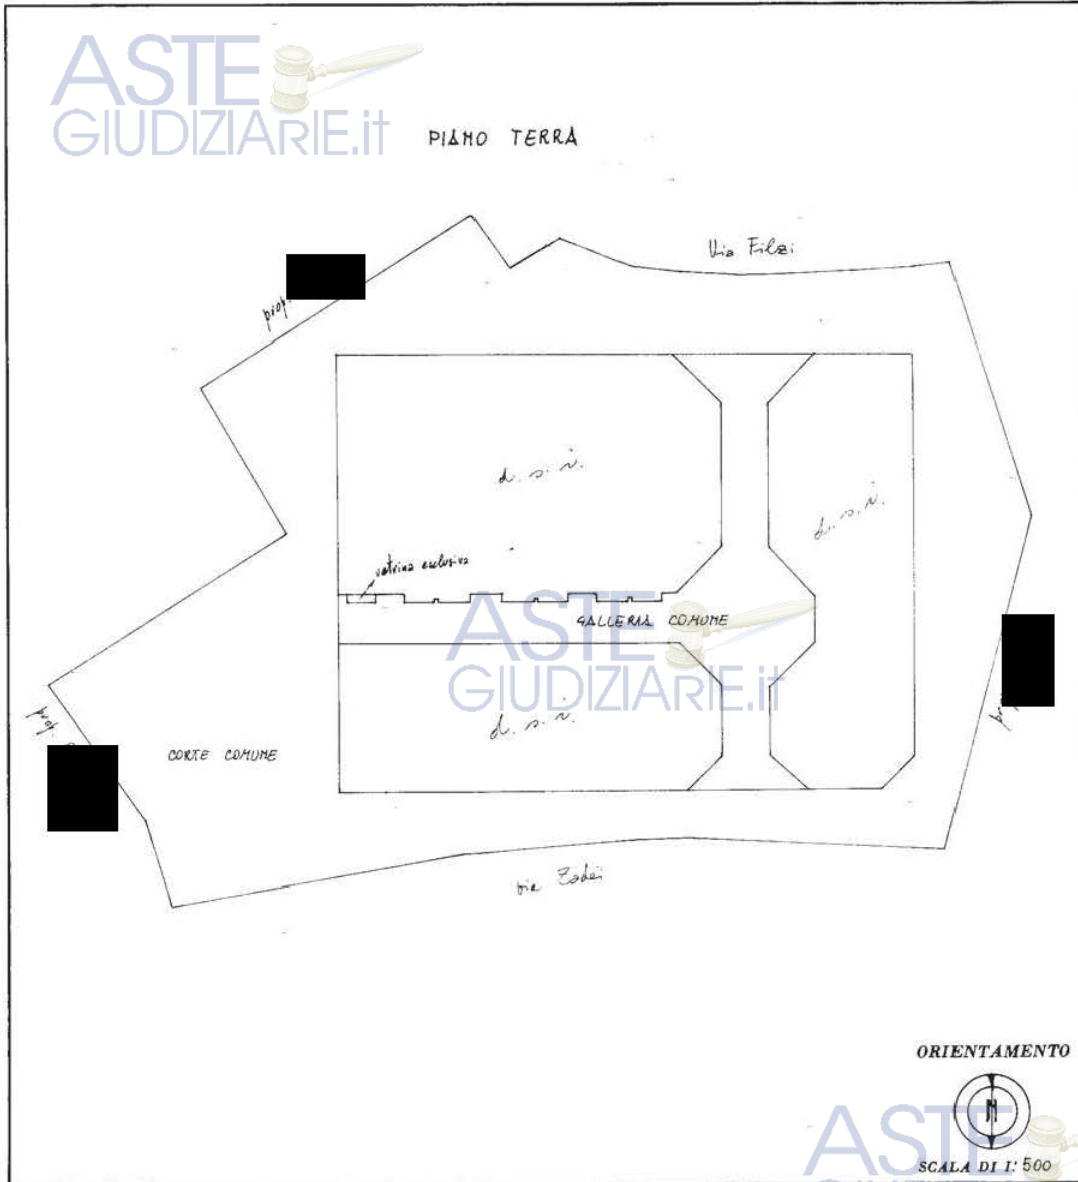 ASTE
GIUDIZIARIE.it
PIANO TERRA
Via Filzi
prop.
d. s. n.
d. s. n.
vetrina esclusiva
GALLERIA COMUNE
ASTE
GIUDIZIARIE.it
d. s. n.
prop.
CORTE COMUNE
via Zadei
ORIENTAMENTO
N
ASTE
SCALA DI 1:500